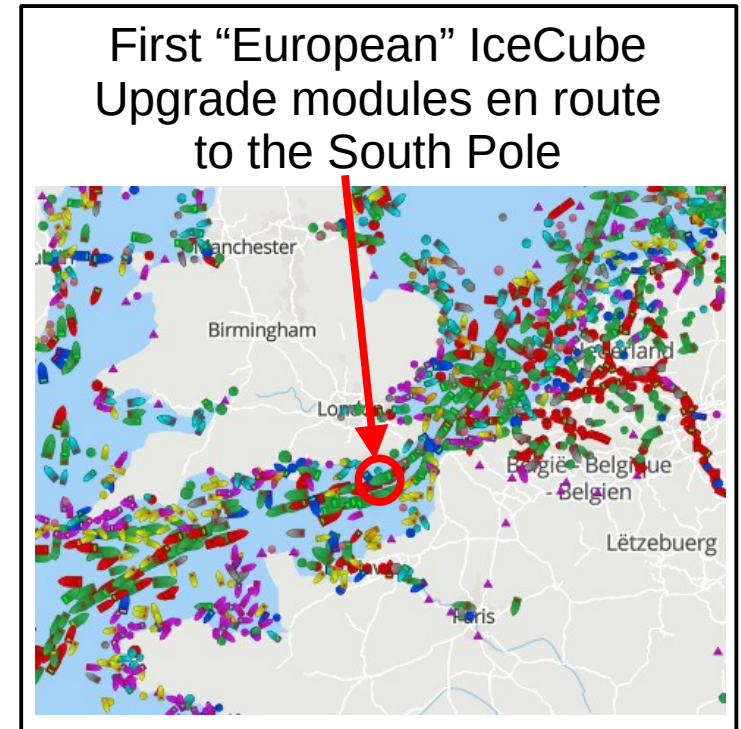 First “European” IceCube
Upgrade modules en route
to the South Pole
Manchester
Birmingham
London
Nederland
België - Belgique
- Belgien
Lëtzebuerg
Paris